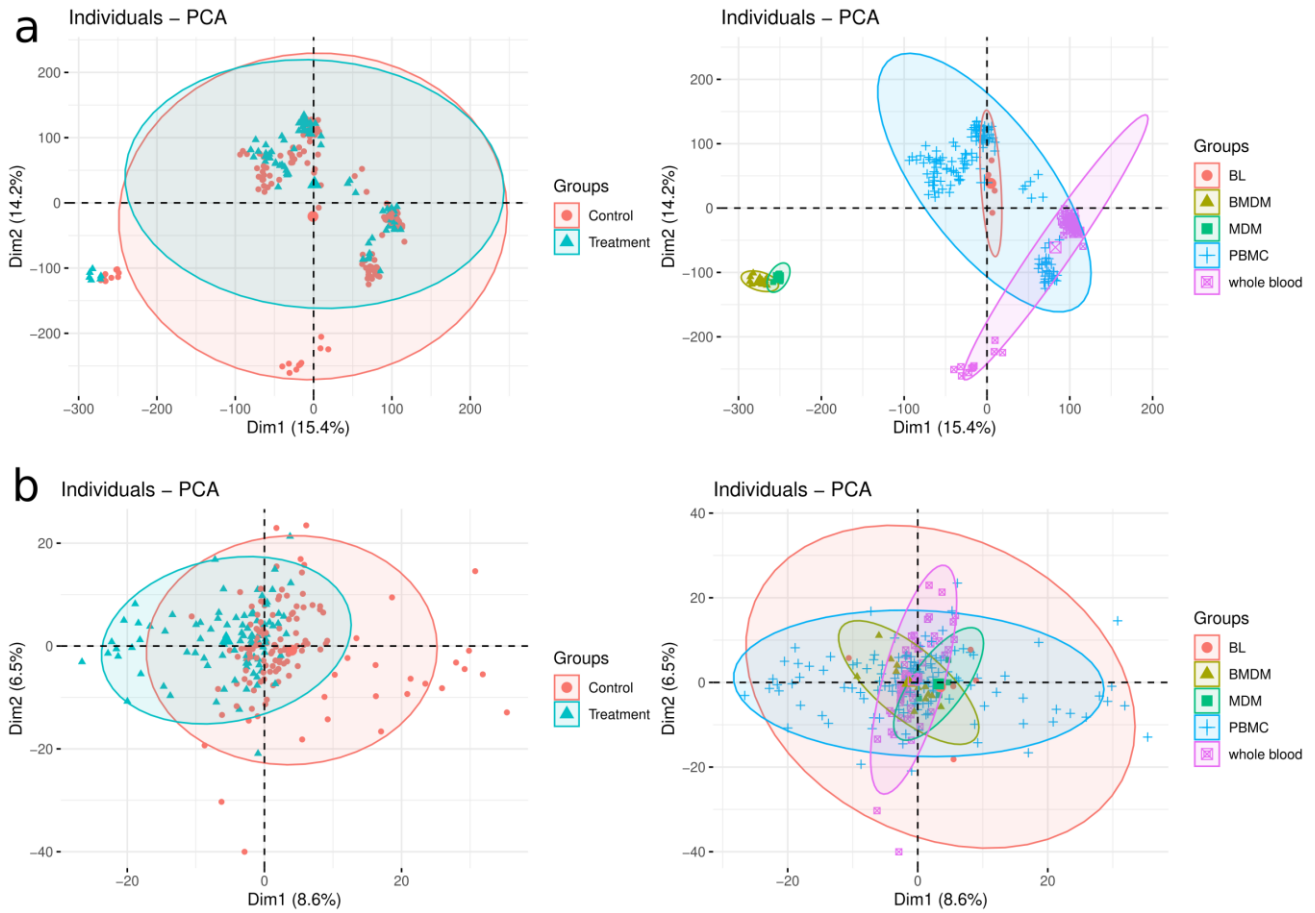 a
Individuals − PCA
200
100
0
−100
−200
−300
−200
−100
0
100
200
Dim1 (15.4%)
Dim2 (14.2%)
Groups
Control
Treatment
Individuals − PCA
200
100
0
−100
−200
−300
−200
−100
0
100
200
Dim1 (15.4%)
Dim2 (14.2%)
Groups
BL
BMDM
MDM
PBMC
whole blood
b
Individuals − PCA
20
0
−20
−40
−20
0
20
Dim1 (8.6%)
Dim2 (6.5%)
Groups
Control
Treatment
Individuals − PCA
40
20
0
−20
−40
−20
0
20
Dim1 (8.6%)
Dim2 (6.5%)
Groups
BL
BMDM
MDM
PBMC
whole blood